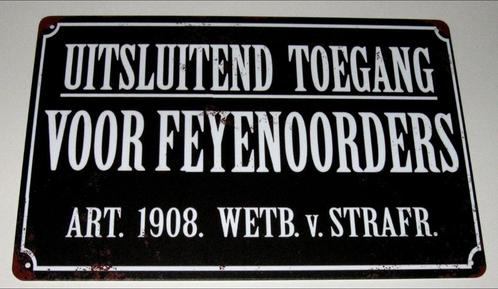 UITSLUITEND TOEGANG
VOOR FEYENOORDERS
ART. 1908. WETB. v. STRAFR.